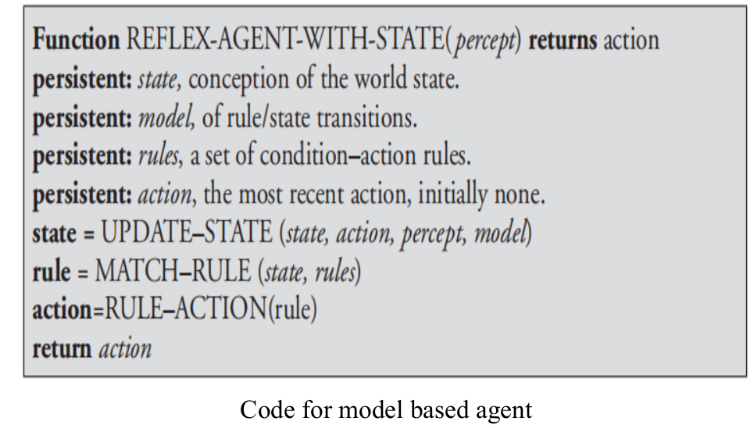 Function REFLEX-AGENT-WITH-STATE(percept) returns action
persistent: state, conception of the world state.
persistent: model, of rule/state transitions.
persistent: rules, a set of condition–action rules.
persistent: action, the most recent action, initially none.
state = UPDATE–STATE (state, action, percept, model)
rule = MATCH–RULE (state, rules)
action=RULE–ACTION(rule)
return action
Code for model based agent